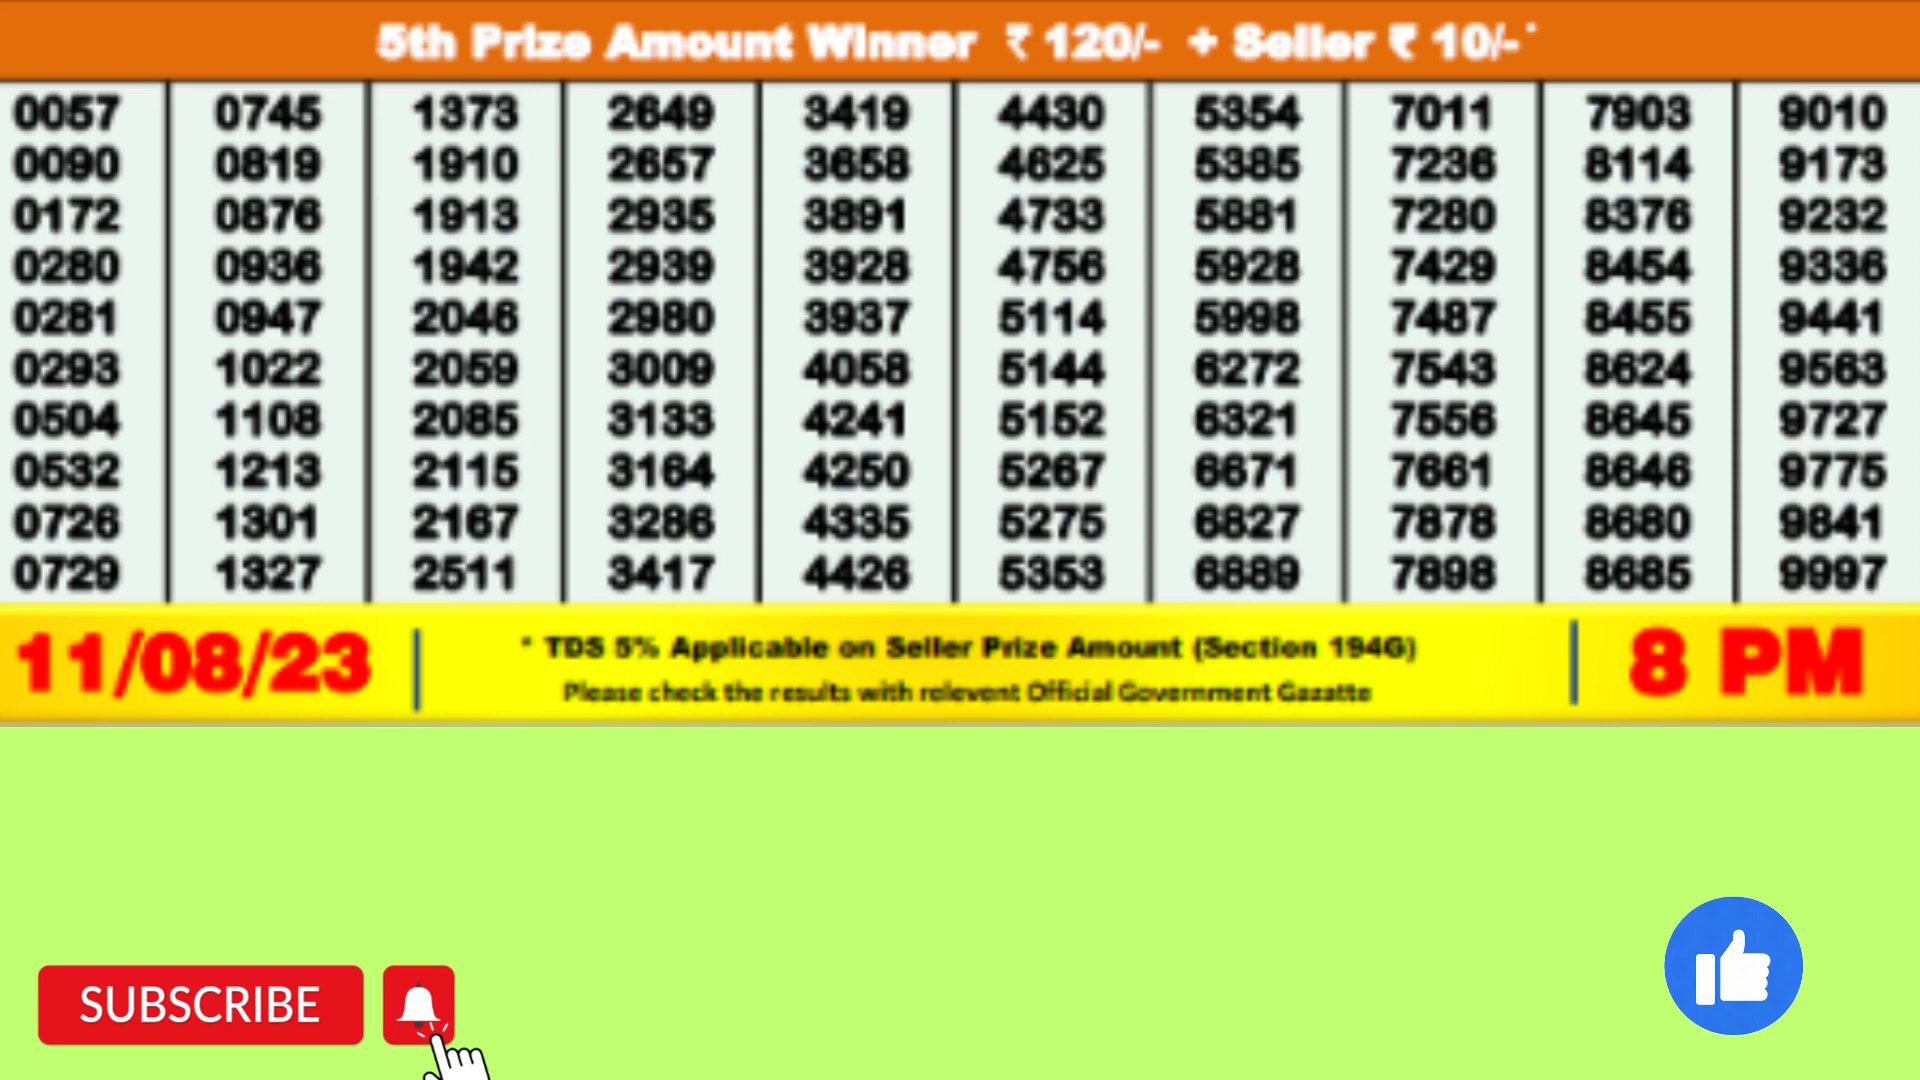 5th Prize Amount Winner ₹ 120/- + Seller ₹ 10/-*
0057 0745 1373 2649 3419 4430 5354 7011 7903 9010
0090 0819 1910 2657 3658 4625 5385 7236 8114 9173
0172 0876 1913 2935 3891 4733 5881 7280 8376 9232
0280 0936 1942 2939 3928 4756 5928 7429 8454 9336
0281 0947 2046 2980 3937 5114 5998 7487 8455 9441
0293 1022 2059 3009 4058 5144 6272 7543 8624 9563
0504 1108 2085 3133 4241 5152 6321 7556 8645 9727
0532 1213 2115 3164 4250 5267 6671 7661 8646 9775
0726 1301 2167 3286 4335 5275 6827 7878 8680 9841
0729 1327 2511 3417 4426 5353 6889 7898 8685 9997
11/08/23
* TDS 5% Applicable on Seller Prize Amount (Section 194G)
Please check the results with relevent Official Government Gazatte
8 PM
SUBSCRIBE